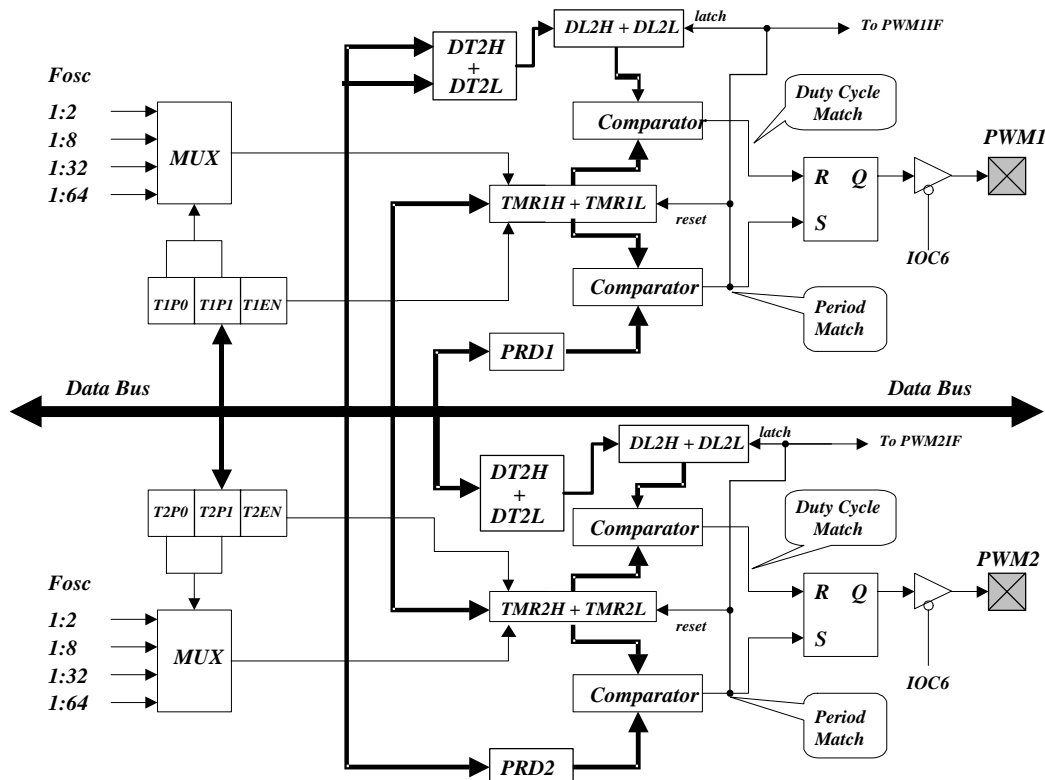 DL2H + DL2L
latch
To PWM1IF
DT2H
+
DT2L
Fosc
1:2
1:8
1:32
1:64
MUX
Comparator
Duty Cycle
Match
PWM1
R Q
S
TMR1H + TMR1L
reset
IOC6
T1P0 T1P1 T1EN
Comparator
Period
Match
PRD1
Data Bus
Data Bus
DL2H + DL2L
latch
To PWM2IF
DT2H
+
DT2L
T2P0 T2P1 T2EN
Comparator
Duty Cycle
Match
PWM2
Fosc
1:2
1:8
1:32
1:64
MUX
R Q
S
TMR2H + TMR2L
reset
IOC6
Comparator
Period
Match
PRD2